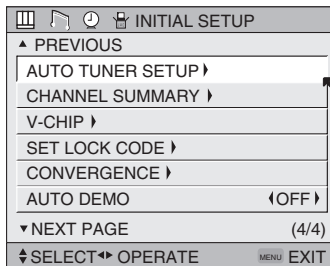 INITIAL SETUP
▲ PREVIOUS
AUTO TUNER SETUP
CHANNEL SUMMARY
V-CHIP
SET LOCK CODE
CONVERGENCE
AUTO DEMO OFF
▼NEXT PAGE (4/4)
SELECT OPERATE MENU EXIT